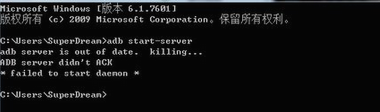 Microsoft Windows [版本 6.1.7601]
版权所有 (c) 2009 Microsoft Corporation。保留所有权利。
C:\Users\SuperDream>adb start-server
adb server is out of date.  killing...
ADB server didn't ACK
* failed to start daemon *
C:\Users\SuperDream>